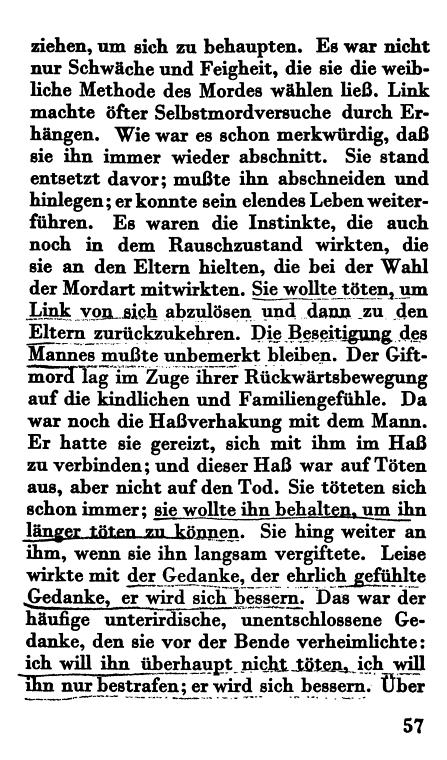 ziehen, um sich zu behaupten. Es war nicht
nur Schwäche und Feigheit, die sie die weib-
liche Methode des Mordes wählen ließ. Link
machte öfter Selbstmordversuche durch Er-
hängen. Wie war es schon merkwürdig, daß
sie ihn immer wieder abschnitt. Sie stand
entsetzt davor; mußte ihn abschneiden und
hinlegen; er konnte sein elendes Leben weiter-
führen. Es waren die Instinkte, die auch
noch in dem Rauschzustand wirkten, die
sie an den Eltern hielten, die bei der Wahl
der Mordart mitwirkten. Sie wollte töten, um
Link von sich abzulösen und dann zu den
Eltern zurückzukehren. Die Beseitigung des
Mannes mußte unbemerkt bleiben. Der Gift-
mord lag im Zuge ihrer Rückwärtsbewegung
auf die kindlichen und Familiengefühle. Da
war noch die Haßverhakung mit dem Mann.
Er hatte sie gereizt, sich mit ihm im Haß
zu verbinden; und dieser Haß war auf Töten
aus, aber nicht auf den Tod. Sie töteten sich
schon immer; sie wollte ihn behalten, um ihn
länger töten zu können. Sie hing weiter an
ihm, wenn sie ihn langsam vergiftete. Leise
wirkte mit der Gedanke, der ehrlich gefühlte
Gedanke, er wird sich bessern. Das war der
häufige unterirdische, unentschlossene Ge-
danke, den sie vor der Bende verheimlichte:
ich will ihn überhaupt nicht töten, ich will
ihn nur bestrafen; er wird sich bessern. Über
57